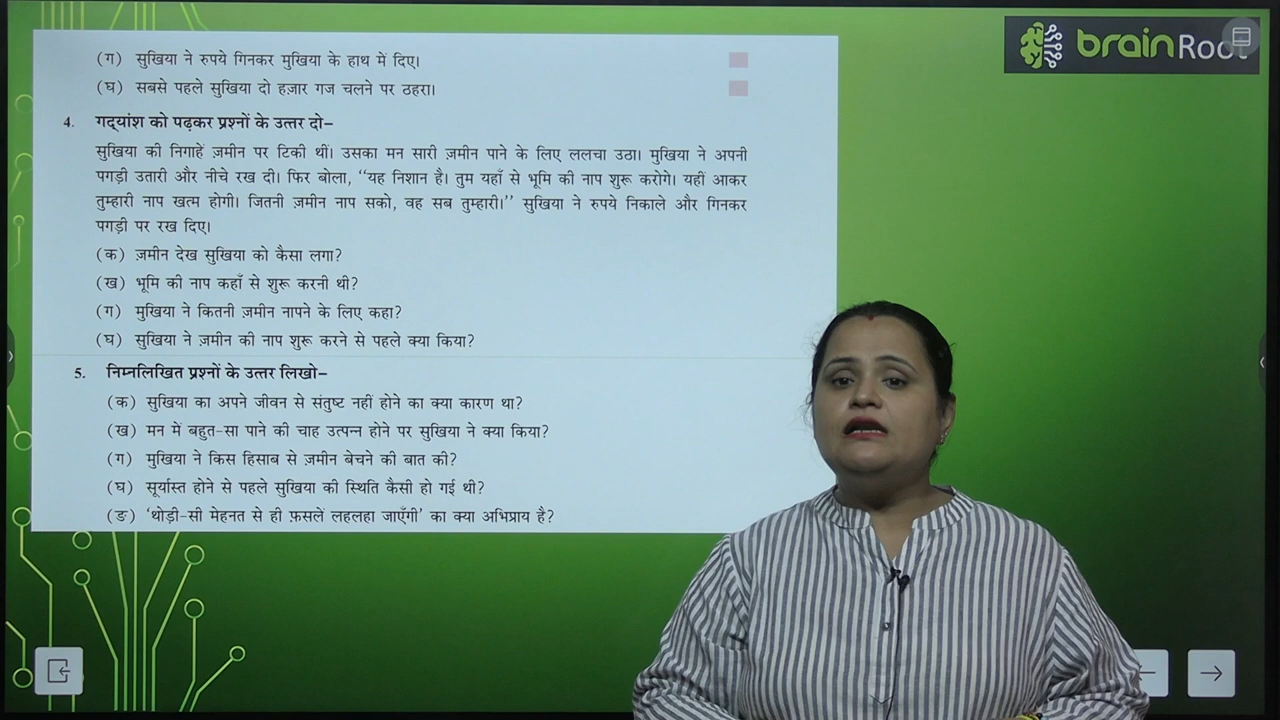 brainRoot
(ग) सुखिया ने रुपये गिनकर मुखिया के हाथ में दिए।
(घ) सबसे पहले सुखिया दो हज़ार गज चलने पर ठहरा।
4. गद्यांश को पढ़कर प्रश्नों के उत्तर दो–
सुखिया की निगाहें ज़मीन पर टिकी थीं। उसका मन सारी ज़मीन पाने के लिए ललचा उठा। मुखिया ने अपनी
पगड़ी उतारी और नीचे रख दी। फिर बोला, ‘‘यह निशान है। तुम यहाँ से भूमि की नाप शुरू करोगे। यहीं आकर
तुम्हारी नाप खत्म होगी। जितनी ज़मीन नाप सको, वह सब तुम्हारी।’’ सुखिया ने रुपये निकाले और गिनकर
पगड़ी पर रख दिए।
(क) ज़मीन देख सुखिया को कैसा लगा?
(ख) भूमि की नाप कहाँ से शुरू करनी थी?
(ग) मुखिया ने कितनी ज़मीन नापने के लिए कहा?
(घ) सुखिया ने ज़मीन की नाप शुरू करने से पहले क्या किया?
5. निम्नलिखित प्रश्नों के उत्तर लिखो–
(क) सुखिया का अपने जीवन से संतुष्ट नहीं होने का क्या कारण था?
(ख) मन में बहुत-सा पाने की चाह उत्पन्न होने पर सुखिया ने क्या किया?
(ग) मुखिया ने किस हिसाब से ज़मीन बेचने की बात की?
(घ) सूर्यास्त होने से पहले सुखिया की स्थिति कैसी हो गई थी?
(ङ) ‘थोड़ी-सी मेहनत से ही फ़सलें लहलहा जाएँगी’ का क्या अभिप्राय है?